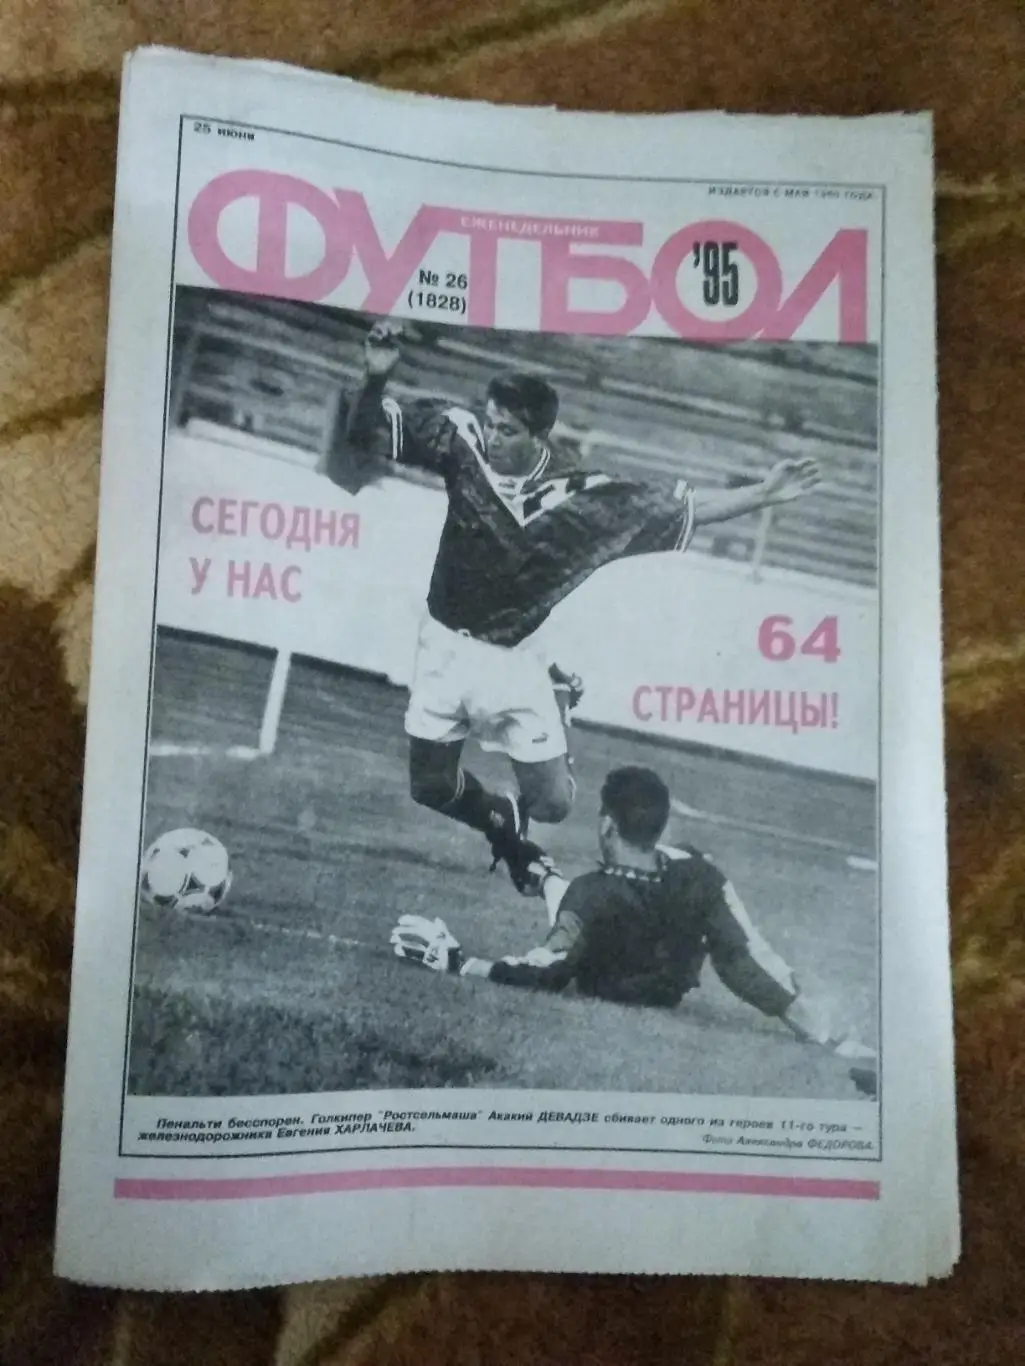 25 ИЮНЯ
ИЗДАЕТСЯ С МАЯ 1960 ГОДА
ФУТБОЛ
ЕЖЕНЕДЕЛЬНИК
'95
№ 26
(1828)
СЕГОДНЯ
У НАС
64
СТРАНИЦЫ!
Пенальти бесспорен. Голкипер "Ростсельмаша" Акакий ДЕВАДЗЕ сбивает одного из героев 11-го тура –
железнодорожника Евгения ХАРЛАЧЕВА.
Фото Александра ФЕДОРОВА.